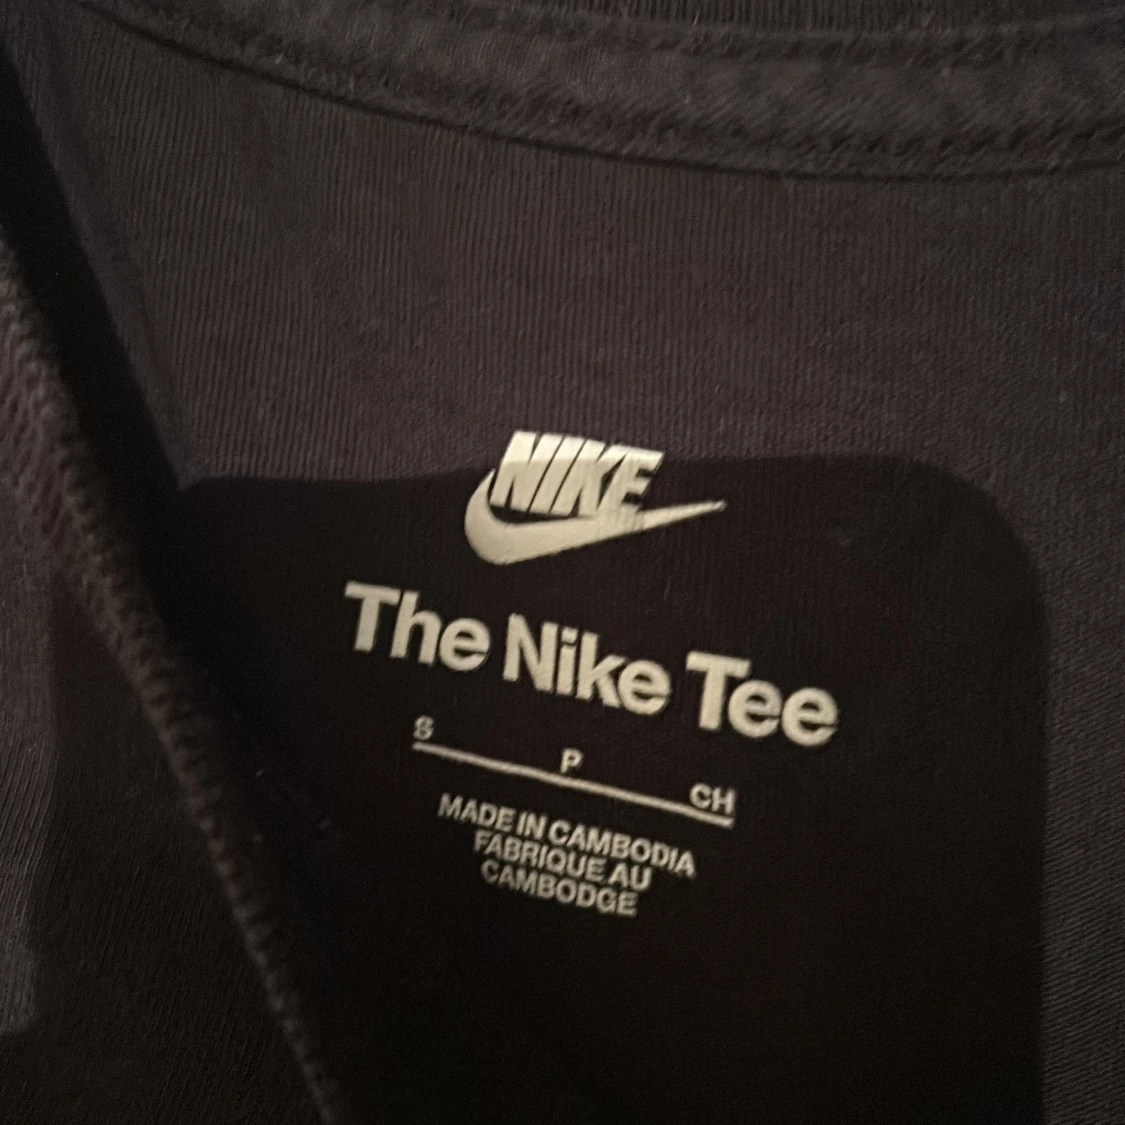 NIKE
The Nike Tee
S P CH
MADE IN CAMBODIA
FABRIQUE AU
CAMBODGE